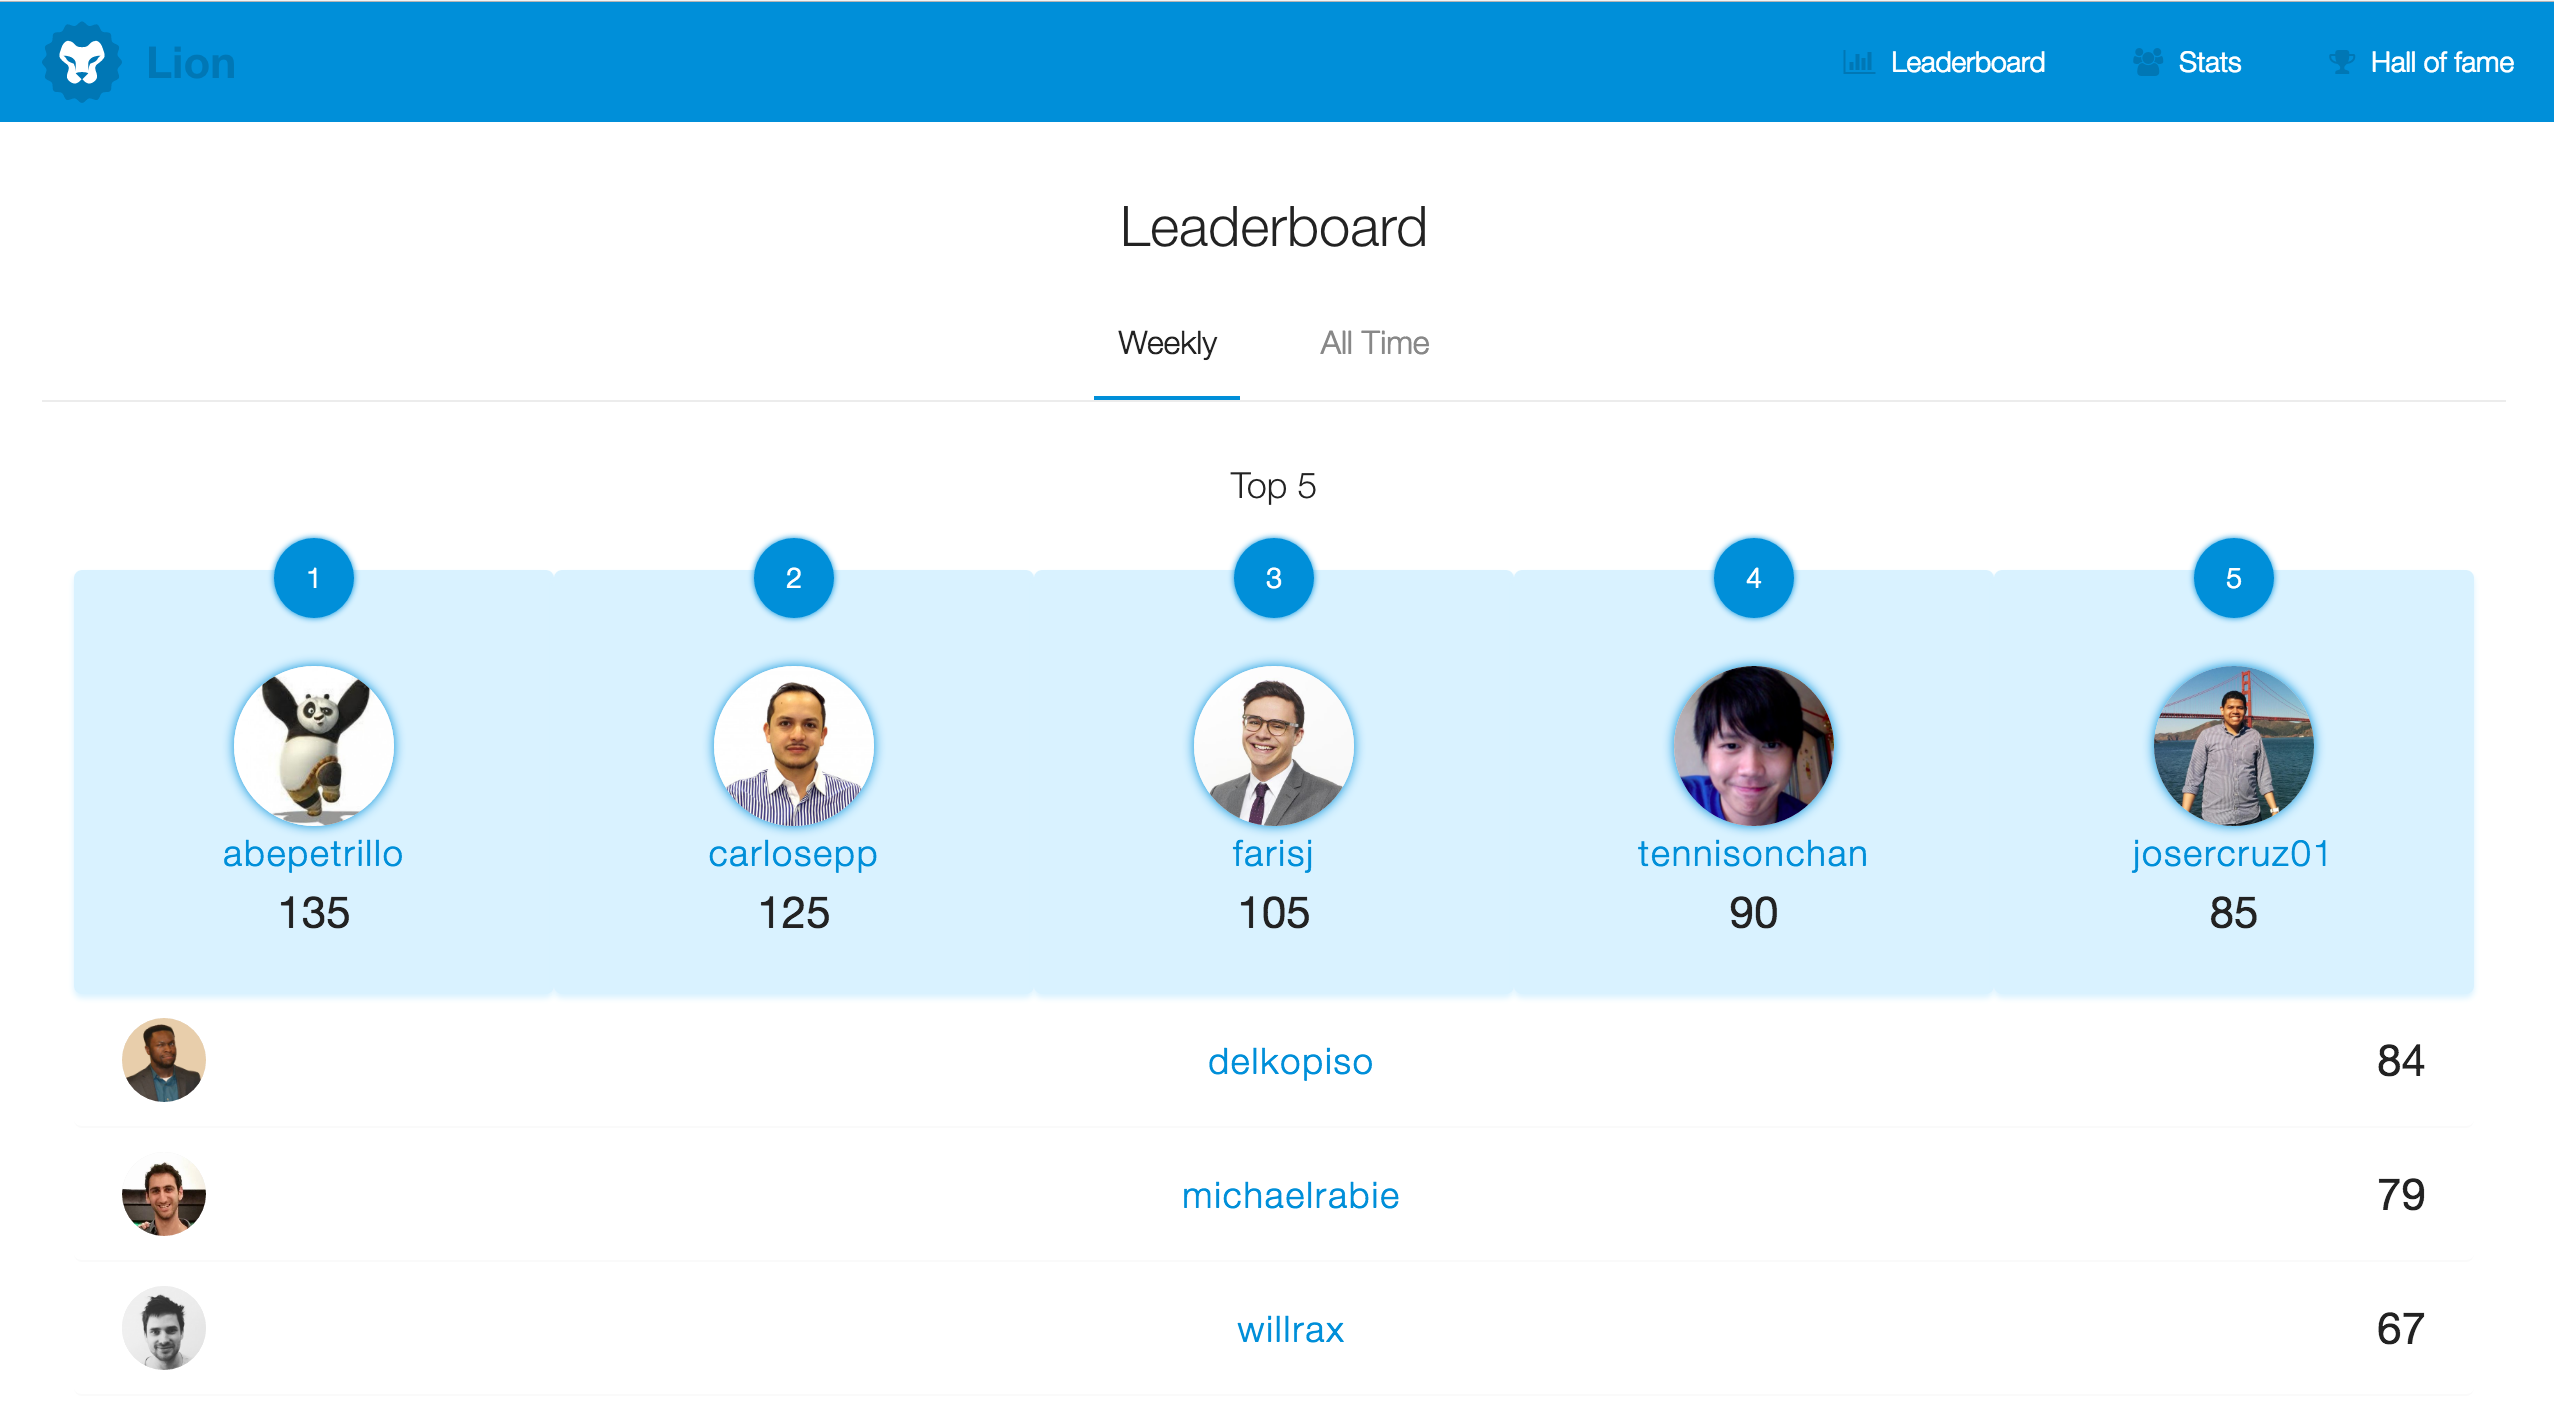 Lion
Leaderboard
Stats
Hall of fame
Leaderboard
Weekly
All Time
Top 5
1
abepetrillo
135
2
carlosepp
125
3
farisj
105
4
tennisonchan
90
5
josercruz01
85
delkopiso 84
michaelrabie 79
willrax 67